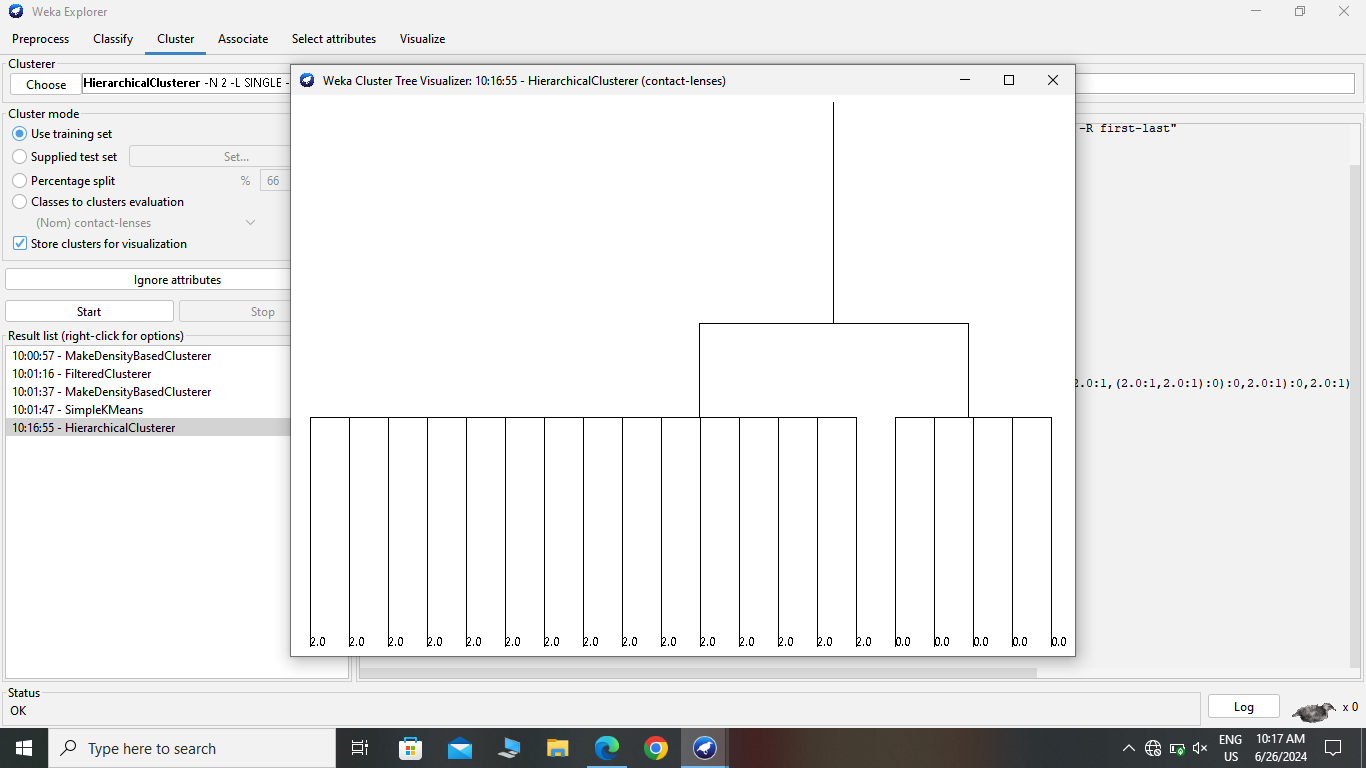 Weka Explorer
Preprocess Classify Cluster Associate Select attributes Visualize
Clusterer
Choose HierarchicalClusterer -N 2 -L SINGLE -
Weka Cluster Tree Visualizer: 10:16:55 - HierarchicalClusterer (contact-lenses)
Cluster mode
Use training set
Supplied test set Set...
Percentage split % 66
Classes to clusters evaluation
(Nom) contact-lenses
Store clusters for visualization
Ignore attributes
Start Stop
Result list (right-click for options)
10:00:57 - MakeDensityBasedClusterer
10:01:16 - FilteredClusterer
10:01:37 - MakeDensityBasedClusterer
10:01:47 - SimpleKMeans
10:16:55 - HierarchicalClusterer
-R first-last"
2.0:1,(2.0:1,2.0:1):0):0,2.0:1):0,2.0:1)
2.0 2.0 2.0 2.0 2.0 2.0 2.0 2.0 2.0 2.0 2.0 2.0 2.0 2.0 2.0 0.0 0.0 0.0 0.0 0.0
Status
OK
Log x 0
Type here to search
ENG
US
10:17 AM
6/26/2024